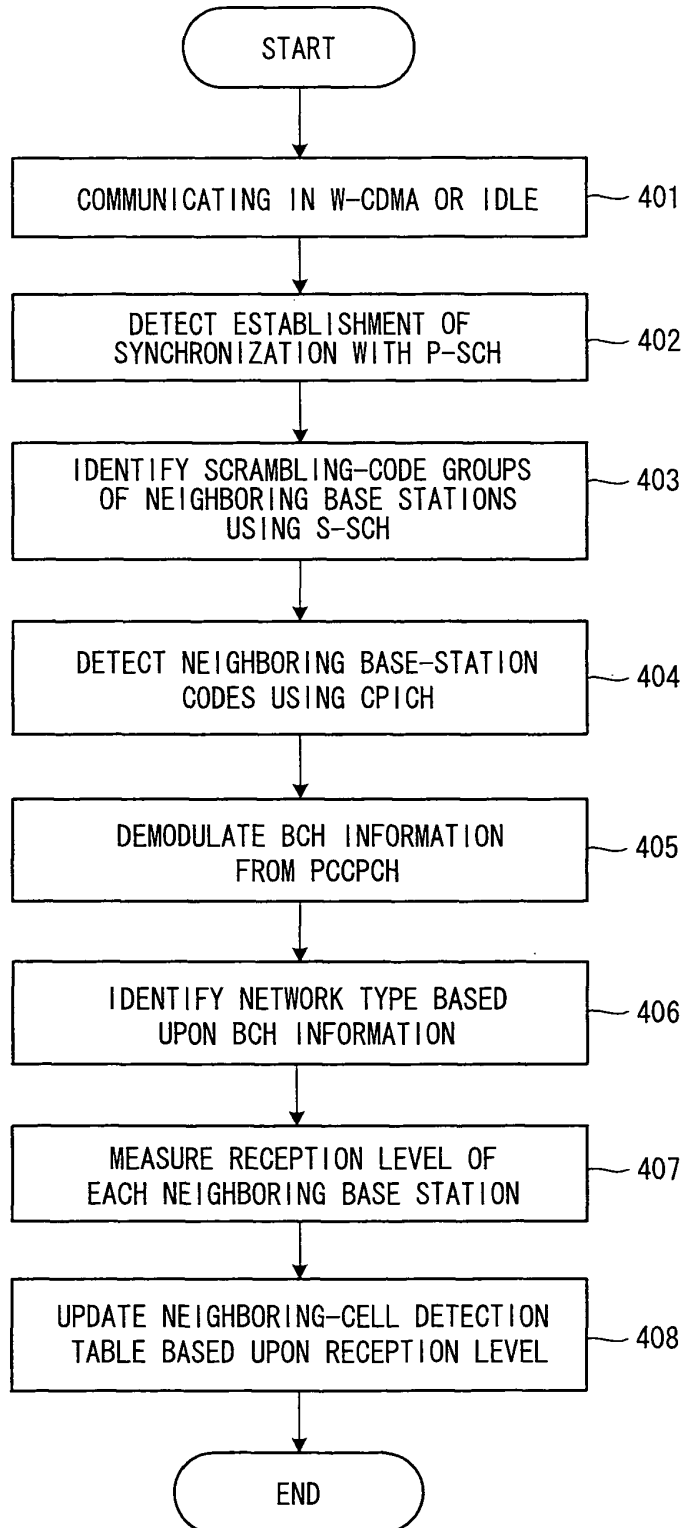 START
COMMUNICATING IN W-CDMA OR IDLE
401
DETECT ESTABLISHMENT OF
SYNCHRONIZATION WITH P-SCH
402
IDENTIFY SCRAMBLING-CODE GROUPS
OF NEIGHBORING BASE STATIONS
USING S-SCH
403
DETECT NEIGHBORING BASE-STATION
CODES USING CPICH
404
DEMODULATE BCH INFORMATION
FROM PCCPCH
405
IDENTIFY NETWORK TYPE BASED
UPON BCH INFORMATION
406
MEASURE RECEPTION LEVEL OF
EACH NEIGHBORING BASE STATION
407
UPDATE NEIGHBORING-CELL DETECTION
TABLE BASED UPON RECEPTION LEVEL
408
END